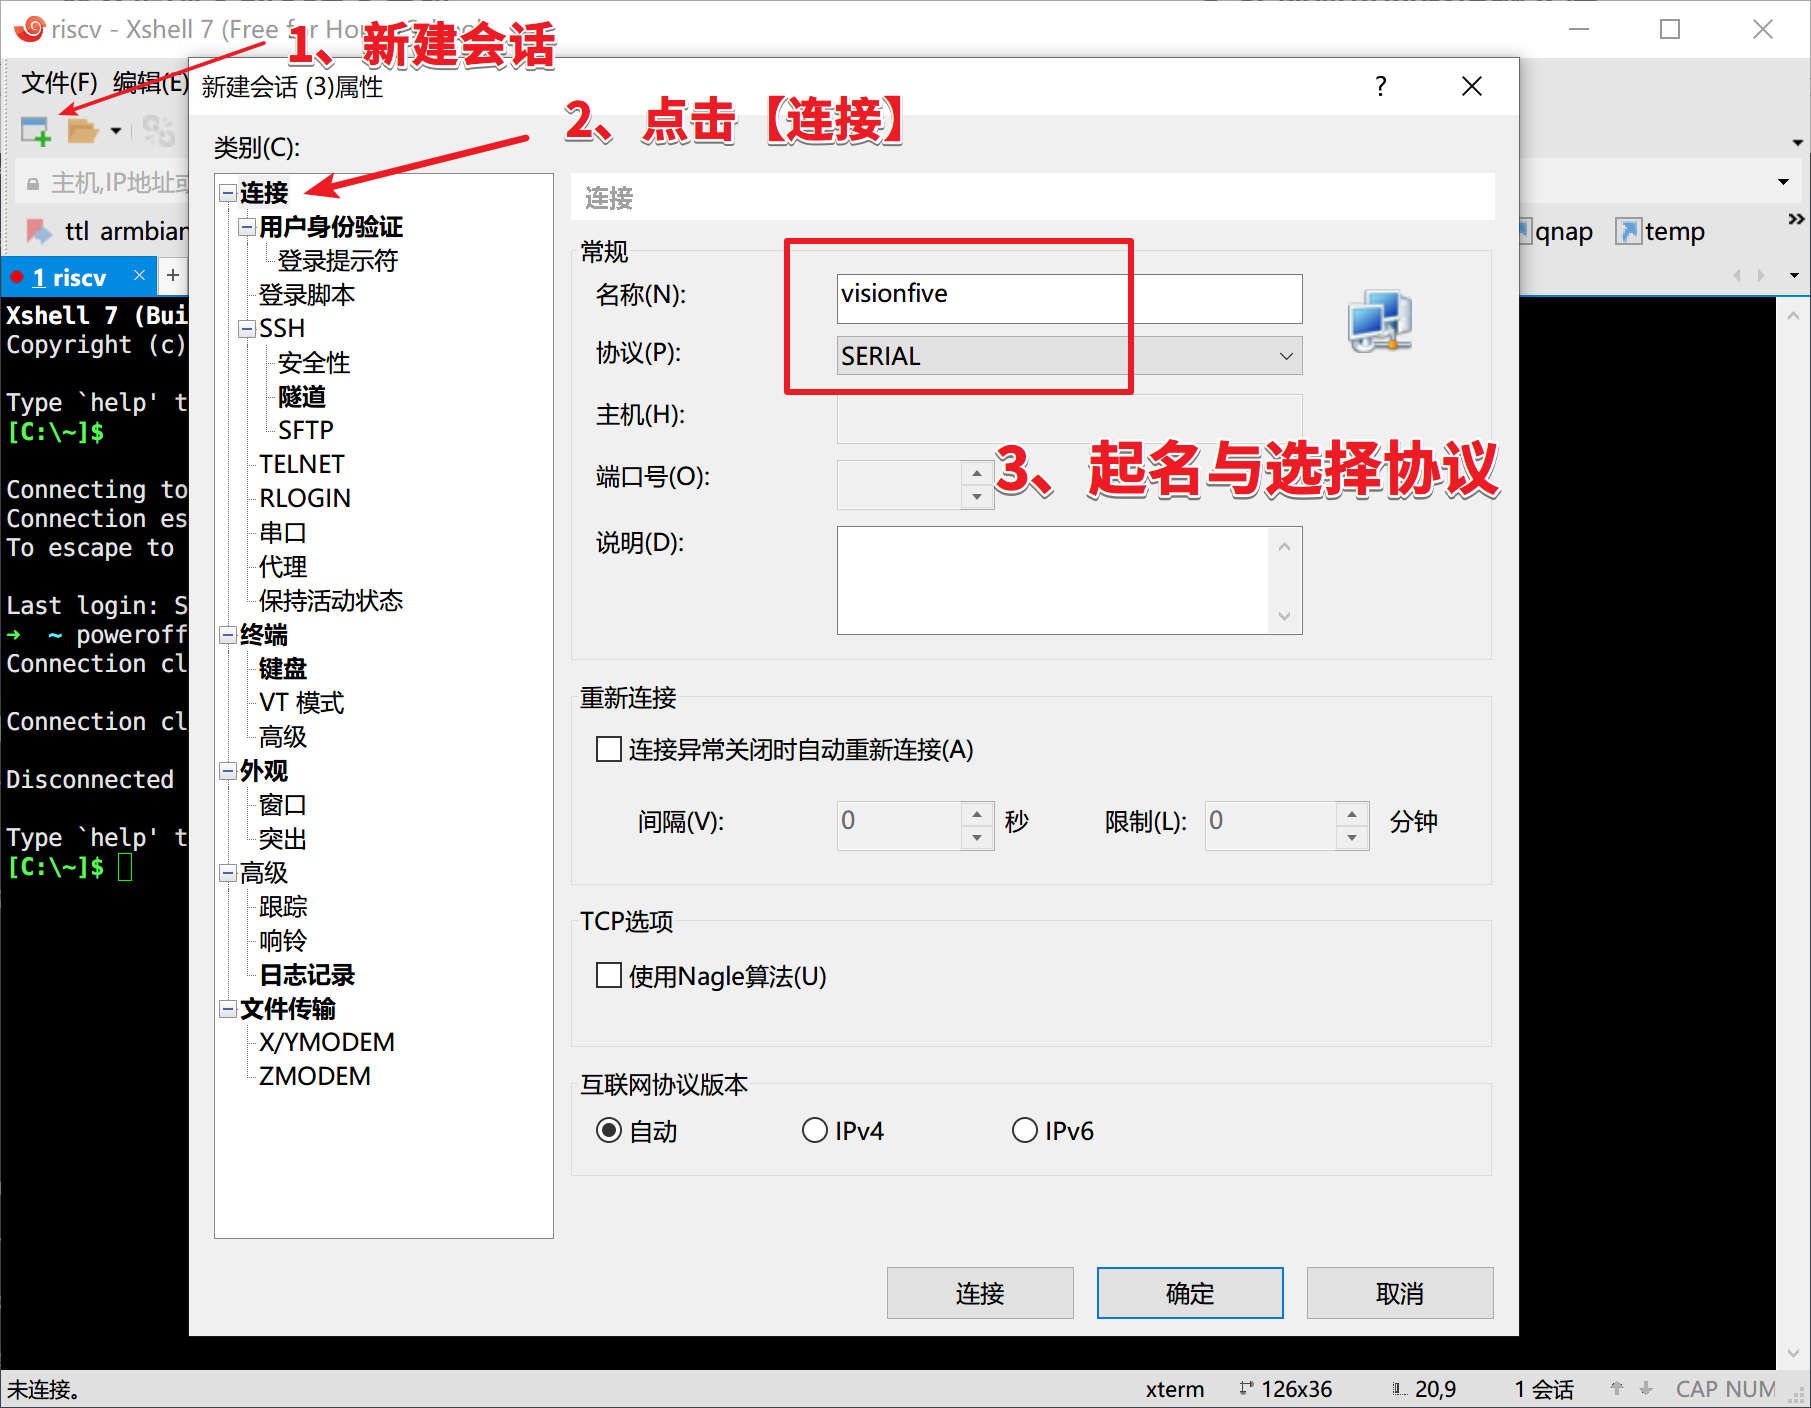 riscv - Xshell 7 (Free for Ho
1、新建会话
文件(F) 编辑(E)
新建会话 (3)属性
2、点击【连接】
类别(C):
主机,IP地址或
ttl armbian
qnap
temp
1 riscv
连接
用户身份验证
登录提示符
登录脚本
SSH
安全性
隧道
SFTP
TELNET
RLOGIN
串口
代理
保持活动状态
终端
键盘
VT 模式
高级
外观
窗口
突出
高级
跟踪
响铃
日志记录
文件传输
X/YMODEM
ZMODEM
连接
常规
名称(N):
visionfive
协议(P):
SERIAL
主机(H):
端口号(O):
3、起名与选择协议
说明(D):
重新连接
连接异常关闭时自动重新连接(A)
间隔(V):
0
秒
限制(L):
0
分钟
TCP选项
使用Nagle算法(U)
互联网协议版本
自动
IPv4
IPv6
连接
确定
取消
Xshell 7 (Bui
Copyright (c)
Type `help' t
[C:\~]$
Connecting to
Connection es
To escape to
Last login: S
➜ ~ poweroff
Connection cl
Connection cl
Disconnected
Type `help' t
[C:\~]$
未连接。
xterm
126x36
20,9
1 会话
CAP NUM